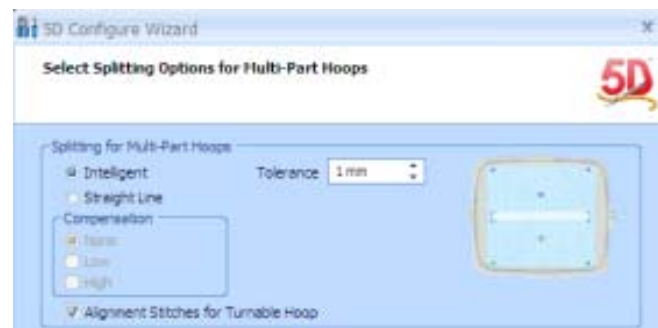 5D Configure Wizard
Select Splitting Options for Multi-Part Hoops
5D
Splitting for Multi-Part Hoops
Intelligent
Tolerance 1 mm
Straight Line
Compensation
None
Low
High
Alignment Stitches for Turnable Hoop